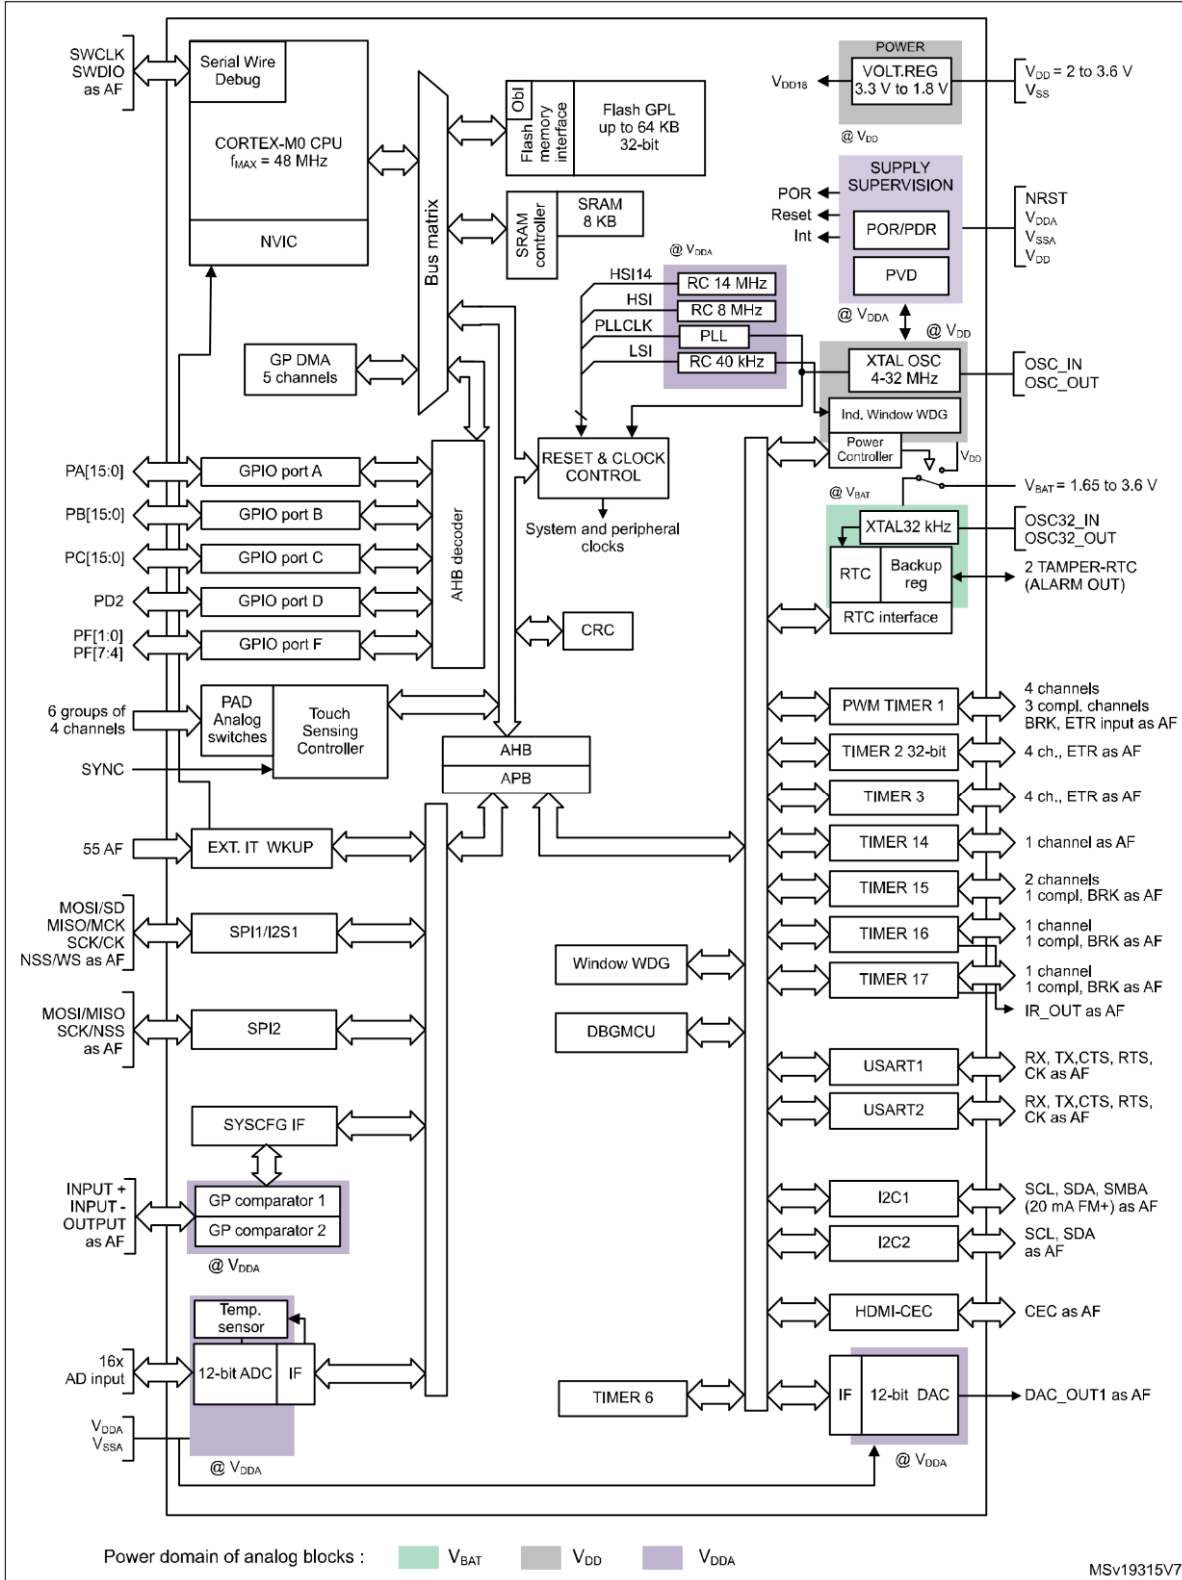 SWCLK
SWDIO
as AF
Serial Wire
Debug
CORTEX-M0 CPU
fMAX = 48 MHz
NVIC
Bus matrix
Obl
Flash
memory
interface
Flash GPL
up to 64 KB
32-bit
SRAM
controller
SRAM
8 KB
POWER
VOLT.REG
3.3 V to 1.8 V
VDD18
VDD = 2 to 3.6 V
VSS
@ VDD
SUPPLY
SUPERVISION
POR/PDR
PVD
POR
Reset
Int
NRST
VDDA
VSSA
VDD
@ VDDA
@ VDD
@ VDDA
HSI14
HSI
PLLCLK
LSI
RC 14 MHz
RC 8 MHz
PLL
RC 40 kHz
GP DMA
5 channels
XTAL OSC
4-32 MHz
OSC_IN
OSC_OUT
Ind. Window WDG
Power
Controller
VDD
RESET & CLOCK
CONTROL
System and peripheral
clocks
@ VBAT
VBAT = 1.65 to 3.6 V
XTAL32 kHz
OSC32_IN
OSC32_OUT
RTC
Backup
reg
2 TAMPER-RTC
(ALARM OUT)
RTC interface
PA[15:0]
GPIO port A
PB[15:0]
GPIO port B
PC[15:0]
GPIO port C
PD2
GPIO port D
PF[1:0]
PF[7:4]
GPIO port F
AHB decoder
CRC
6 groups of
4 channels
PAD
Analog
switches
Touch
Sensing
Controller
SYNC
AHB
APB
PWM TIMER 1
4 channels
3 compl. channels
BRK, ETR input as AF
TIMER 2 32-bit
4 ch., ETR as AF
TIMER 3
4 ch., ETR as AF
55 AF
EXT. IT WKUP
TIMER 14
1 channel as AF
TIMER 15
2 channels
1 compl, BRK as AF
MOSI/SD
MISO/MCK
SCK/CK
NSS/WS as AF
SPI1/I2S1
TIMER 16
1 channel
1 compl, BRK as AF
Window WDG
TIMER 17
1 channel
1 compl, BRK as AF
IR_OUT as AF
MOSI/MISO
SCK/NSS
as AF
SPI2
DBGMCU
USART1
RX, TX,CTS, RTS,
CK as AF
USART2
RX, TX,CTS, RTS,
CK as AF
SYSCFG IF
INPUT +
INPUT -
OUTPUT
as AF
GP comparator 1
GP comparator 2
@ VDDA
I2C1
SCL, SDA, SMBA
(20 mA FM+) as AF
I2C2
SCL, SDA
as AF
HDMI-CEC
CEC as AF
Temp.
sensor
16x
AD input
12-bit ADC
IF
TIMER 6
IF
12-bit DAC
DAC_OUT1 as AF
VDDA
VSSA
@ VDDA
@ VDDA
Power domain of analog blocks :
VBAT
VDD
VDDA
MSv19315V7